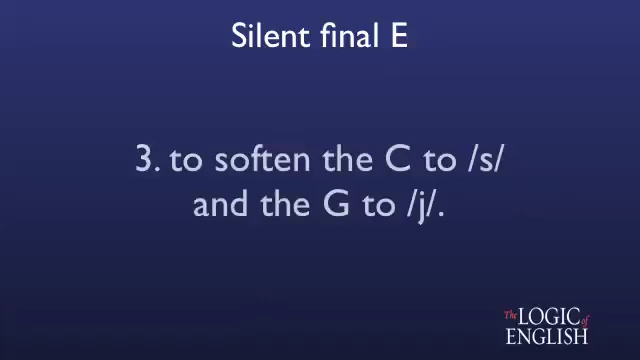 Silent final E
3. to soften the C to /s/
and the G to /j/.
The LOGIC of
ENGLISH